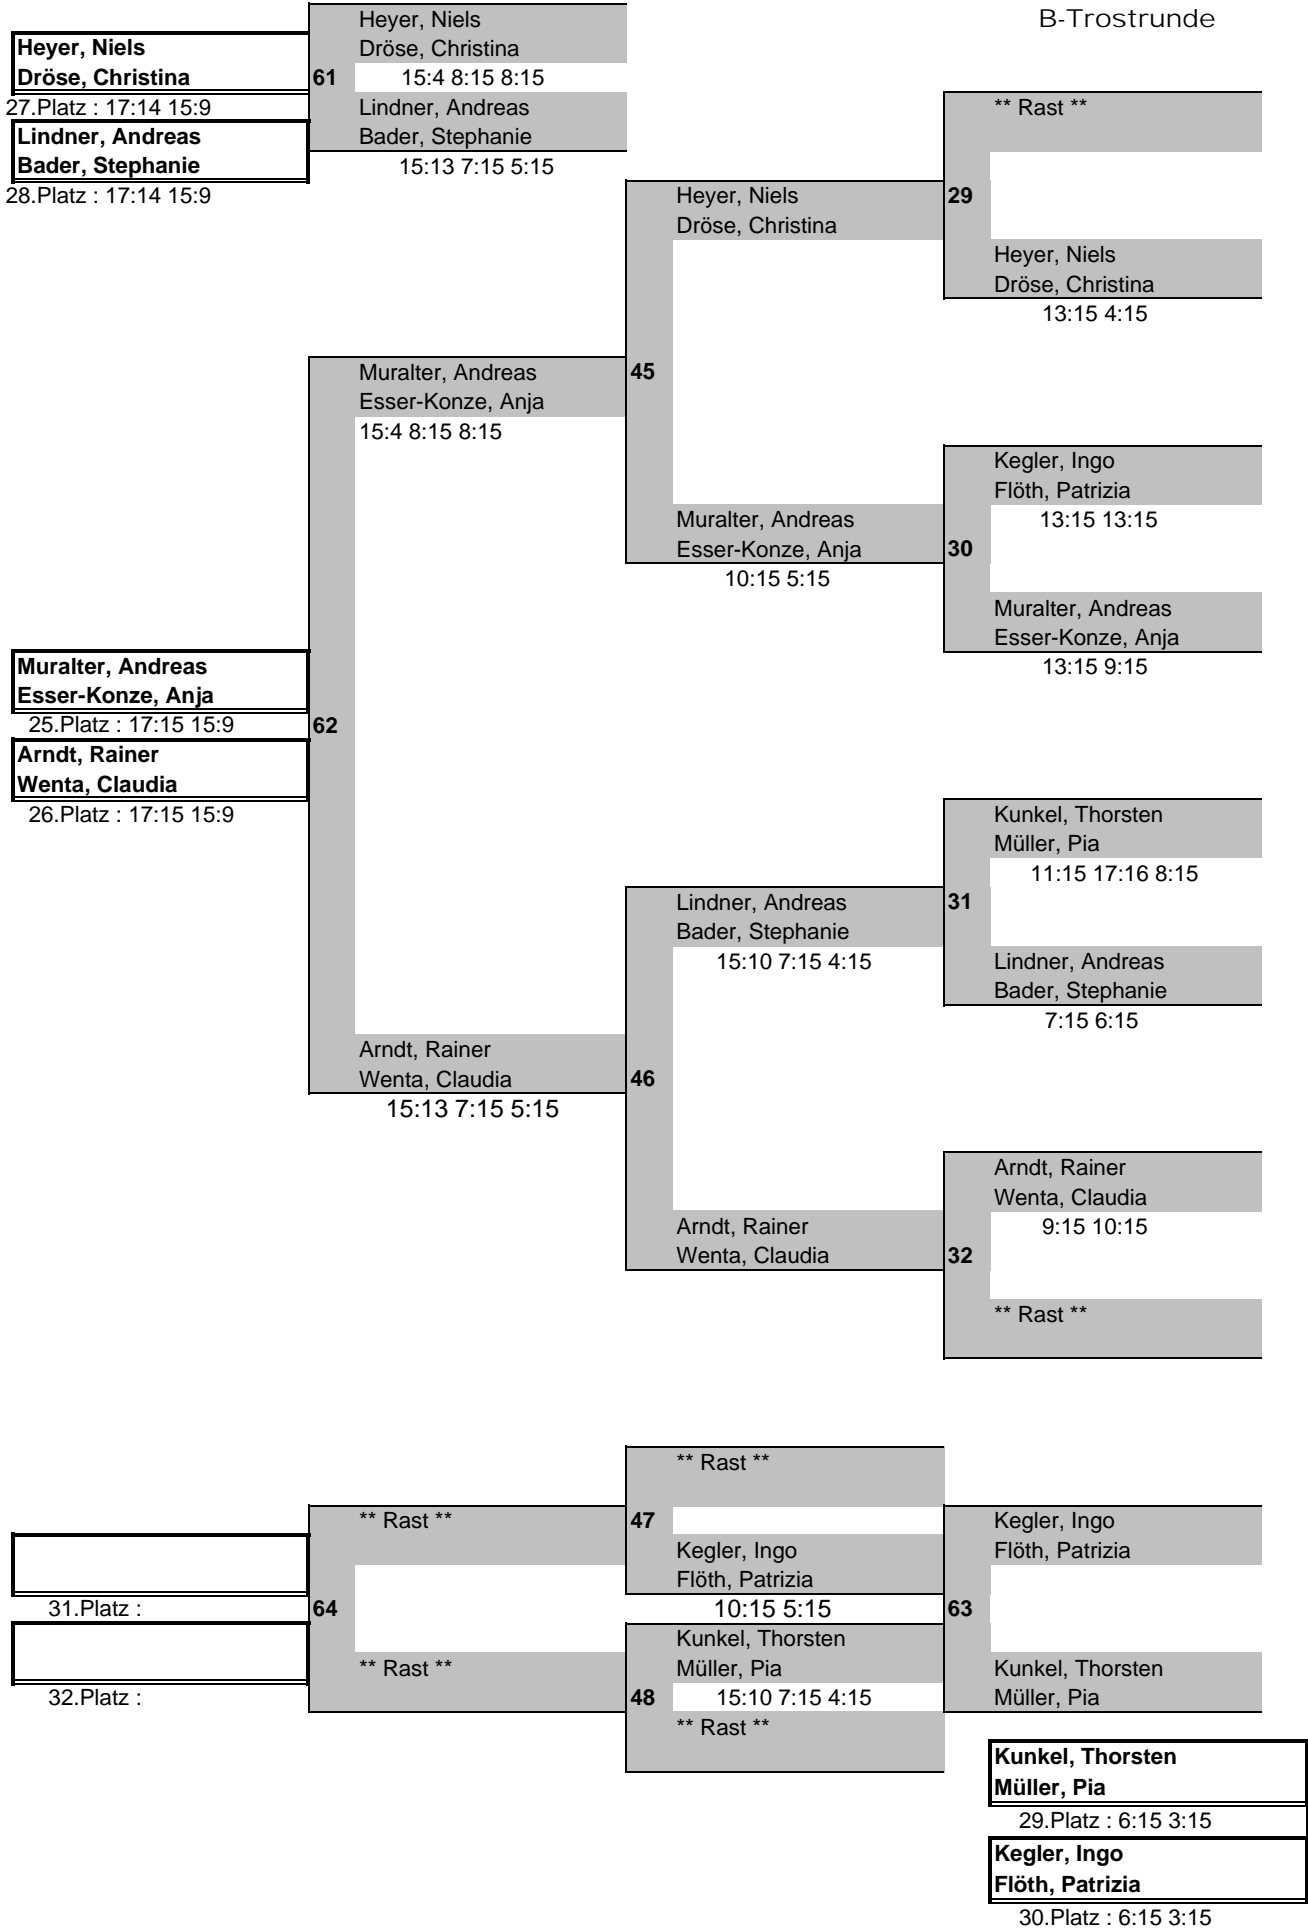 B-Trostrunde
Heyer, Niels
Dröse, Christina
27.Platz : 17:14 15:9
Lindner, Andreas
Bader, Stephanie
28.Platz : 17:14 15:9
61
Heyer, Niels
Dröse, Christina
15:4 8:15 8:15
Lindner, Andreas
Bader, Stephanie
15:13 7:15 5:15
** Rast **
29
Heyer, Niels
Dröse, Christina
13:15 4:15
Heyer, Niels
Dröse, Christina
45
Muralter, Andreas
Esser-Konze, Anja
10:15 5:15
Muralter, Andreas
Esser-Konze, Anja
15:4 8:15 8:15
Kegler, Ingo
Flöth, Patrizia
13:15 13:15
30
Muralter, Andreas
Esser-Konze, Anja
13:15 9:15
Muralter, Andreas
Esser-Konze, Anja
25.Platz : 17:15 15:9
62
Arndt, Rainer
Wenta, Claudia
26.Platz : 17:15 15:9
Kunkel, Thorsten
Müller, Pia
11:15 17:16 8:15
31
Lindner, Andreas
Bader, Stephanie
7:15 6:15
Lindner, Andreas
Bader, Stephanie
15:10 7:15 4:15
46
Arndt, Rainer
Wenta, Claudia
Arndt, Rainer
Wenta, Claudia
15:13 7:15 5:15
Arndt, Rainer
Wenta, Claudia
9:15 10:15
32
** Rast **
** Rast **
47
Kegler, Ingo
Flöth, Patrizia
10:15 5:15
Kunkel, Thorsten
Müller, Pia
48
15:10 7:15 4:15
** Rast **
** Rast **
64
** Rast **
31.Platz :
32.Platz :
Kegler, Ingo
Flöth, Patrizia
63
Kunkel, Thorsten
Müller, Pia
Kunkel, Thorsten
Müller, Pia
29.Platz : 6:15 3:15
Kegler, Ingo
Flöth, Patrizia
30.Platz : 6:15 3:15